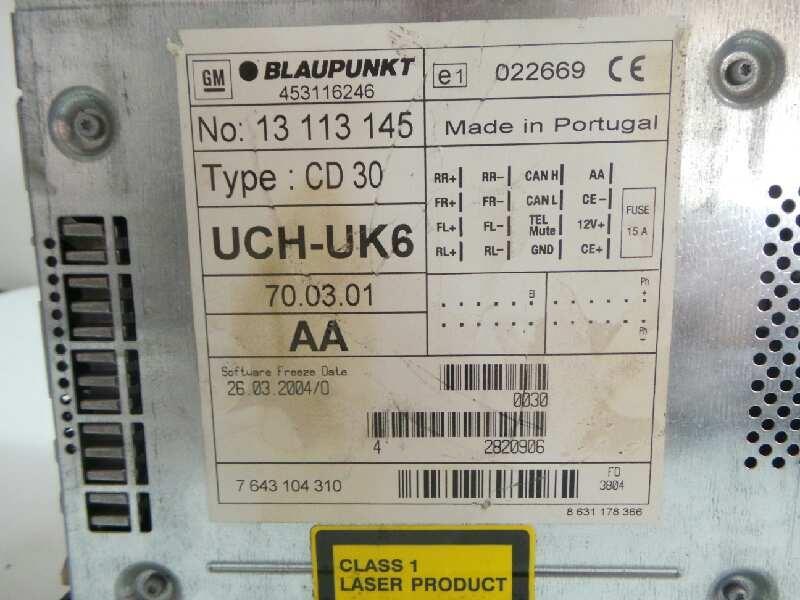 GM BLAUPUNKT
453116246
e1 022669 CE
No: 13 113 145
Made in Portugal
Type : CD 30
RR+ RR- CAN H AA
FR+ FR- CAN L CE-
FL+ FL- TEL Mute 12V+
RL+ RL- GND CE+
FUSE
15 A
UCH-UK6
70.03.01
AA
Ph
+
Ph
-
Software Freeze Date
26.03.2004/0
0030
4 2820906
7 643 104 310
FD
3804
8 631 178 366
CLASS 1
LASER PRODUCT